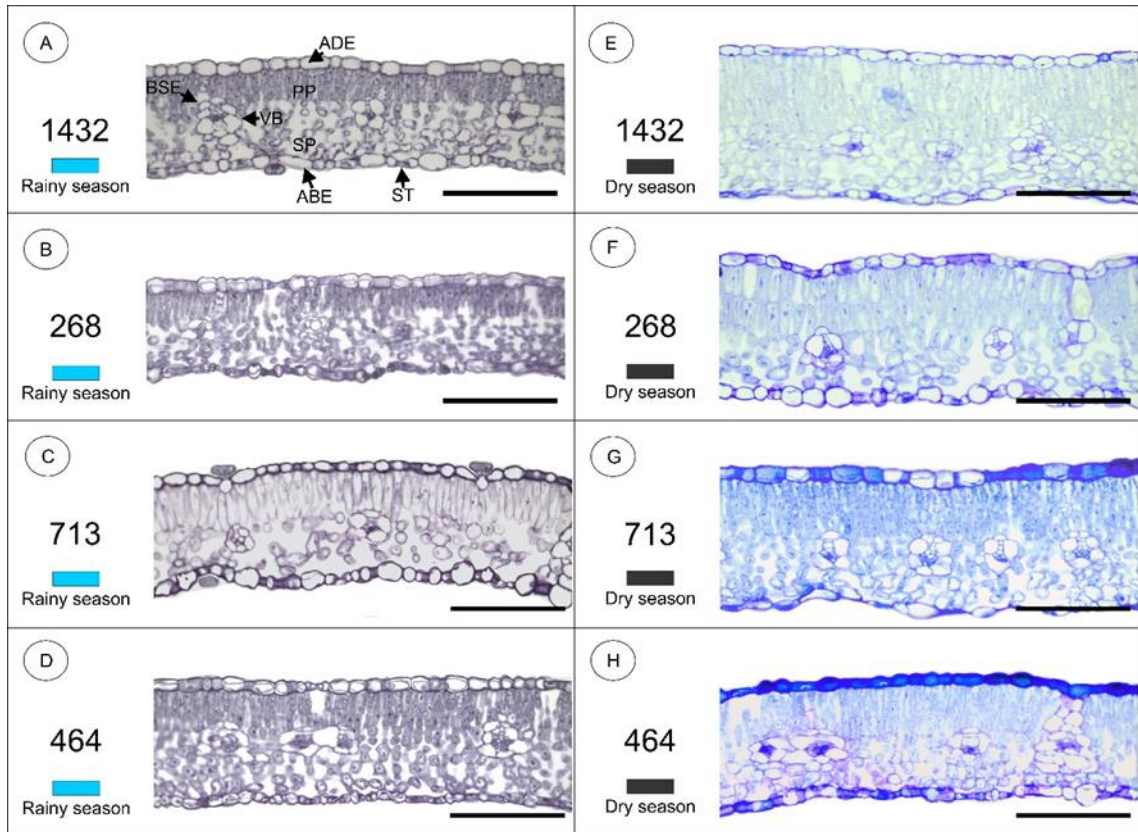 A
ADE
BSE
PP
VB
SP
ABE
ST
1432
Rainy season
E
1432
Dry season
B
268
Rainy season
F
268
Dry season
C
713
Rainy season
G
713
Dry season
D
464
Rainy season
H
464
Dry season